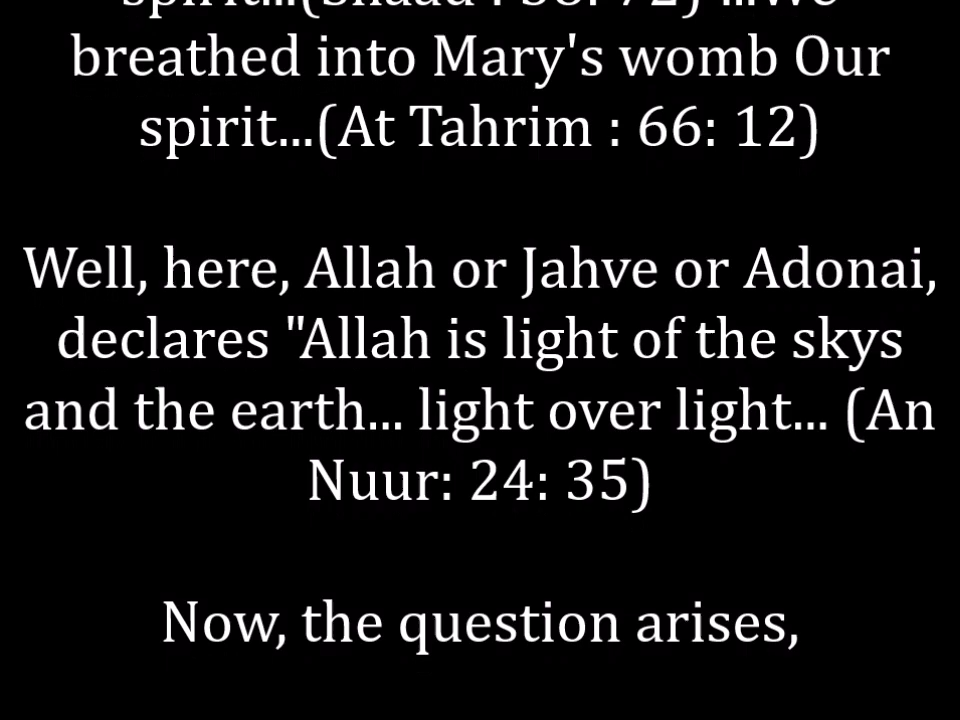 spirit...(Shaad : 38: 72) ...We
breathed into Mary's womb Our
spirit...(At Tahrim : 66: 12)
Well, here, Allah or Jahve or Adonai,
declares "Allah is light of the skys
and the earth... light over light... (An
Nuur: 24: 35)
Now, the question arises,